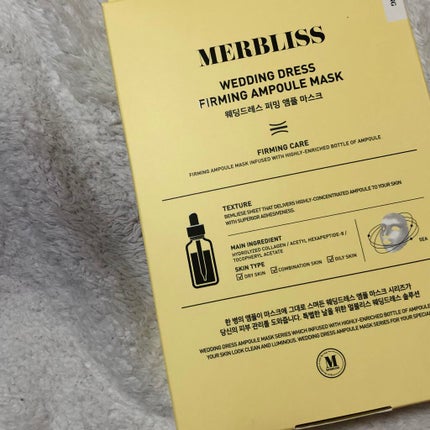 MERBLISS
WEDDING DRESS
FIRMING AMPOULE MASK
웨딩드레스 퍼밍 앰플 마스크
FIRMING CARE
FIRMING AMPOULE MASK INFUSED WITH HIGHLY-ENRICHED BOTTLE OF AMPOULE
TEXTURE
BEMLIESE SHEET THAT DELIVERS HIGHLY-CONCENTRATED AMPOULE TO YOUR SKIN
WITH SUPERIOR ADHESIVENESS.
MAIN INGREDIENT
HYDROLYZED COLLAGEN / ACETYL HEXAPEPTIDE-8 /
TOCOPHERYL ACETATE
SKIN TYPE
DRY SKIN COMBINATION SKIN OILY SKIN
SEA
한 병의 앰플이 마스크에 그대로 스며든 웨딩드레스 앰플 마스크 시리즈가
당신의 피부 관리를 도와줍니다. 특별한 날을 위한 멀블리스 웨딩드레스 솔루션
WEDDING DRESS AMPOULE MASK SERIES WHICH INFUSED WITH HIGHLY-ENRICHED BOTTLE OF AMPOULE
YOUR SKIN LOOK CLEAN AND LUMINOUS. WEDDING DRESS AMPOULE MASK SERIES FOR YOUR SPECIAL
M